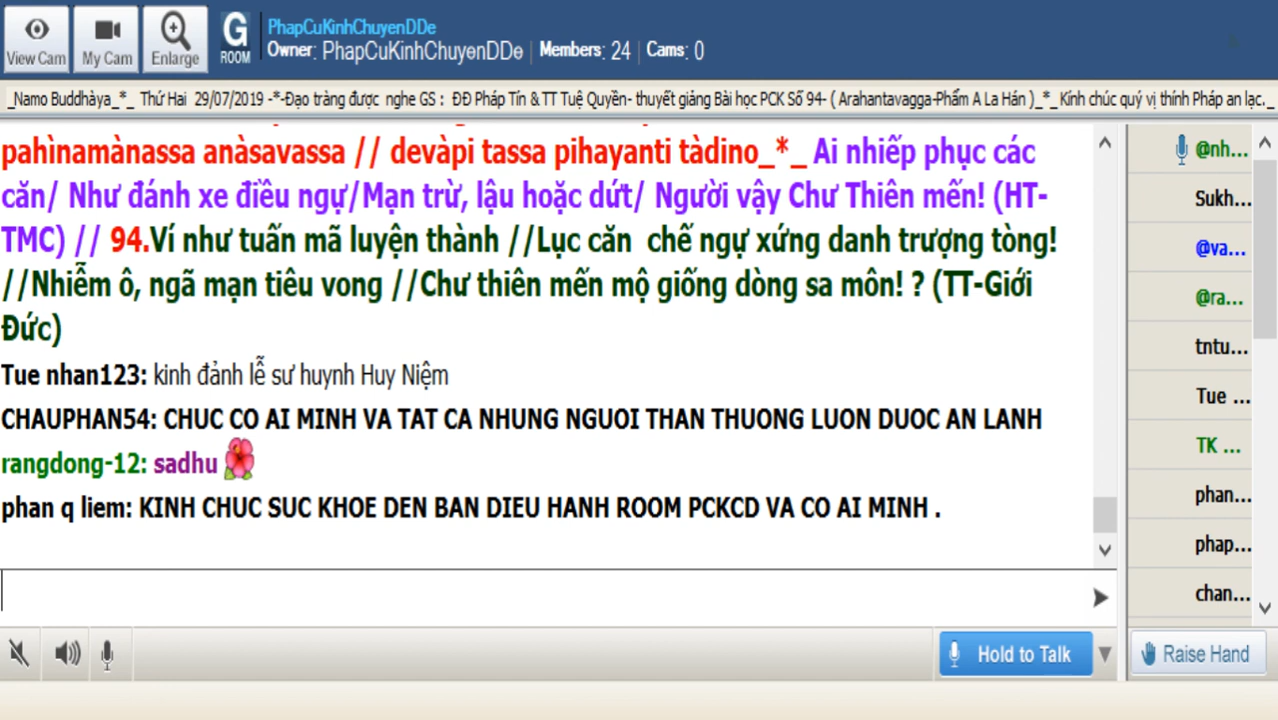 View Cam
My Cam
Enlarge
G
ROOM
PhapCuKinhChuyenDDe
Owner: PhapCuKinhChuyenDDe | Members: 24 | Cams: 0
_Namo Buddhàya_*_ Thứ Hai 29/07/2019 -*-Đạo tràng được nghe GS : ĐĐ Pháp Tín & TT Tuệ Quyền- thuyết giảng Bài học PCK Số 94- ( Arahantavagga-Phẩm A La Hán )_*_Kính chúc quý vị thính Pháp an lạc._
pahìnamànassa anàsavassa // devàpi tassa pihayanti tàdino_*_ Ai nhiếp phục các
căn/ Như đánh xe điều ngự/Mạn trừ, lậu hoặc dứt/ Người vậy Chư Thiên mến! (HT-
TMC) // 94.Ví như tuấn mã luyện thành //Lục căn chế ngự xứng danh trượng tòng!
//Nhiễm ô, ngã mạn tiêu vong //Chư thiên mến mộ giống dòng sa môn! ? (TT-Giới
Đức)
Tue nhan123: kinh đảnh lễ sư huynh Huy Niệm
CHAUPHAN54: CHUC CO AI MINH VA TAT CA NHUNG NGUOI THAN THUONG LUON DUOC AN LANH
rangdong-12: sadhu
phan q liem: KINH CHUC SUC KHOE DEN BAN DIEU HANH ROOM PCKCD VA CO AI MINH .
@nh...
Sukh...
@va...
@ra...
tntu...
Tue ...
TK ...
phan...
phap...
chan...
Hold to Talk
Raise Hand